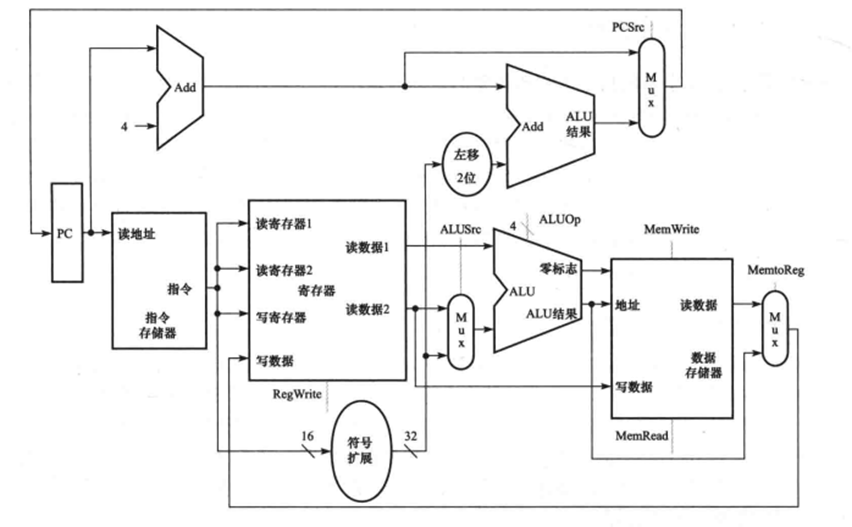 PCSrc
M
u
x
Add
4
Add
ALU
结果
左移
2位
PC
读地址
指令
指令
存储器
读寄存器1
读数据1
读寄存器2
寄存器
读数据2
写寄存器
写数据
RegWrite
ALUSrc
M
u
x
4
ALUOp
零标志
ALU
ALU结果
MemWrite
地址
读数据
数据
存储器
写数据
MemRead
MemtoReg
M
u
x
16
符号
扩展
32